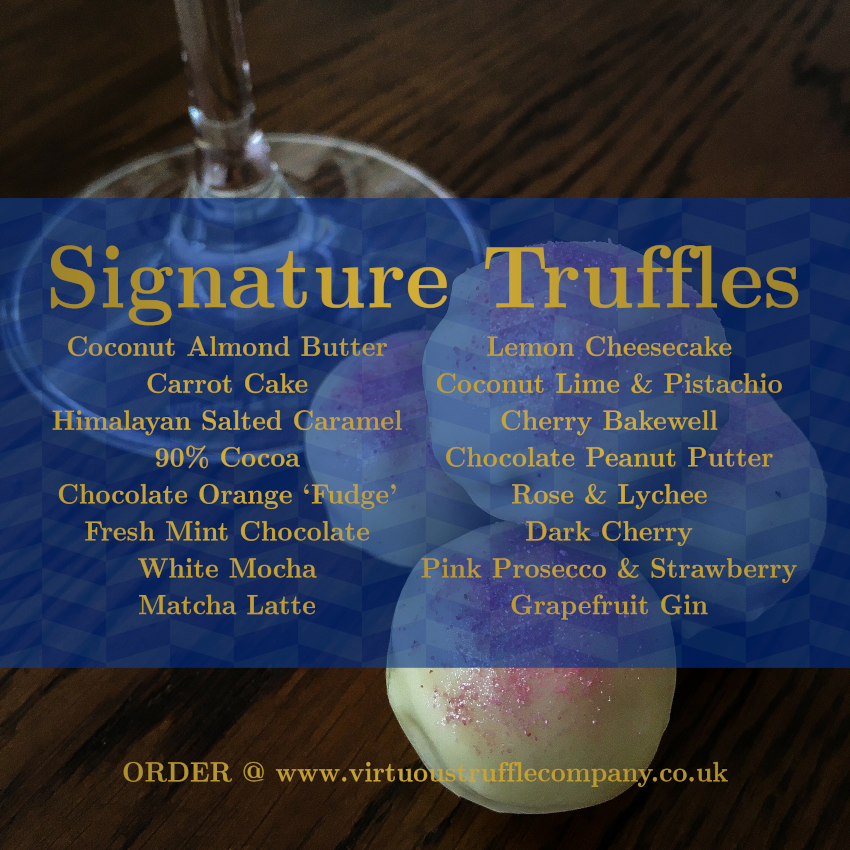 Signature Truffles
Coconut Almond Butter
Carrot Cake
Himalayan Salted Caramel
90% Cocoa
Chocolate Orange ‘Fudge’
Fresh Mint Chocolate
White Mocha
Matcha Latte
Lemon Cheesecake
Coconut Lime & Pistachio
Cherry Bakewell
Chocolate Peanut Putter
Rose & Lychee
Dark Cherry
Pink Prosecco & Strawberry
Grapefruit Gin
ORDER @ www.virtuoustrufflecompany.co.uk